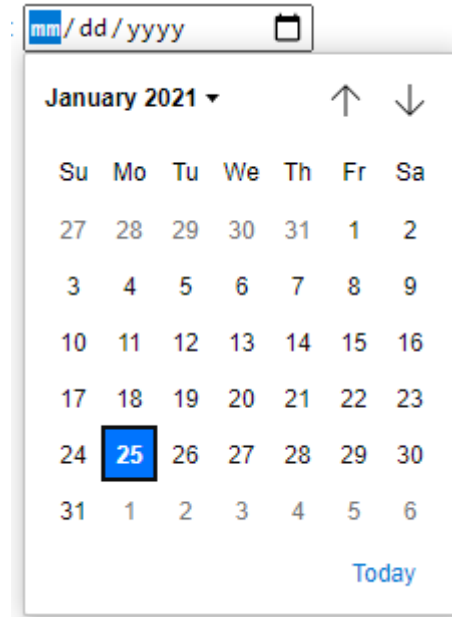 mm/dd/yyyy
January 2021
Su Mo Tu We Th Fr Sa
27 28 29 30 31 1 2
3 4 5 6 7 8 9
10 11 12 13 14 15 16
17 18 19 20 21 22 23
24 25 26 27 28 29 30
31 1 2 3 4 5 6
Today